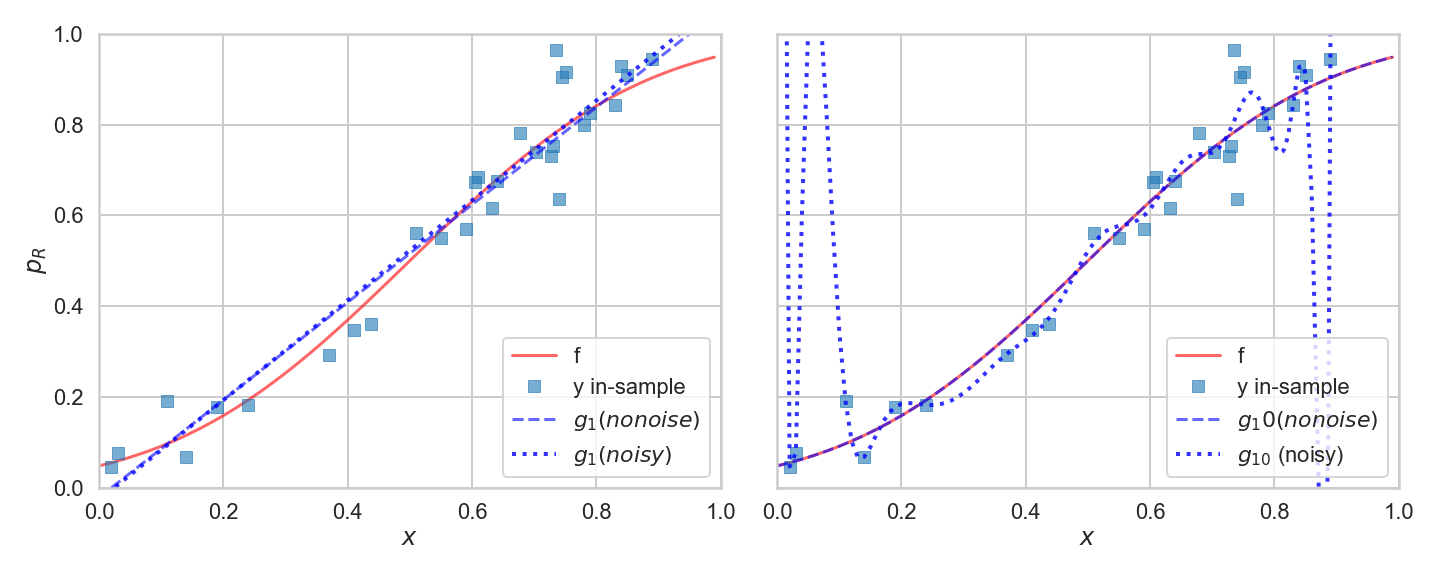 1.0
0.8
0.6
0.4
0.2
0.0
p_R
0.0 0.2 0.4 0.6 0.8 1.0
x
f
y in-sample
g_1(nonoise)
g_1(noisy)
0.0 0.2 0.4 0.6 0.8 1.0
x
f
y in-sample
g_10(nonoise)
g_10 (noisy)